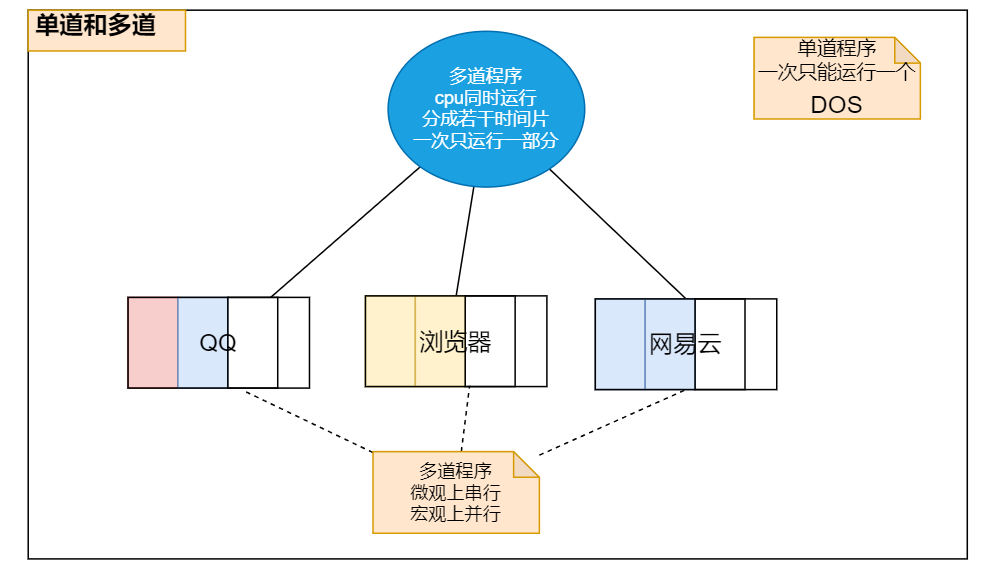 单道和多道
多道程序
cpu同时运行
分成若干时间片
一次只运行一部分
单道程序
一次只能运行一个
DOS
QQ
浏览器
网易云
多道程序
微观上串行
宏观上并行